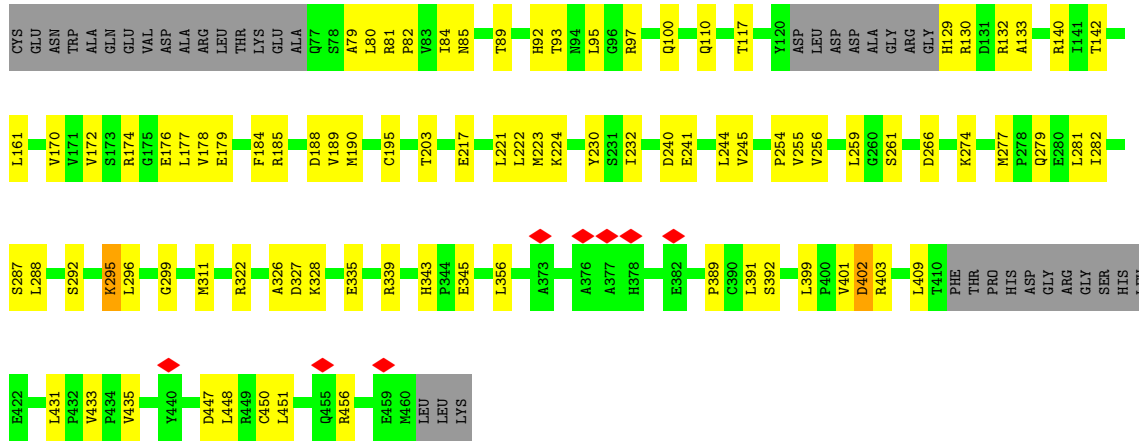 CYS GLU ASN TRP ALA GLN GLU VAL ASP ALA ARG LEU THR LYS GLU ALA Q77 S78 A79 L80 R81 P82 V83 I84 N85 T89 H92 T93 N94 L95 G96 R97 Q100 Q110 T117 Y120 ASP LEU ASP ASP ALA GLY ARG GLY H129 R130 D131 R132 A133 R140 I141 T142
L161 V170 V171 V172 S173 R174 G175 E176 L177 V178 E179 F184 R185 D188 V189 M190 C195 T203 E217 L221 L222 M223 K224 Y230 S231 I232 D240 E241 L244 V245 P254 V255 V256 L259 G260 S261 D266 K274 M277 P278 Q279 E280 L281 I282
S287 L288 S292 K295 L296 G299 M311 R322 A326 D327 K328 E335 R339 H343 P344 E345 L356 A373 A376 A377 H378 E382 P389 C390 L391 S392 L399 P400 V401 D402 R403 L409 T410 PHE THR PRO HIS ASP GLY ARG GLY SER HIS
E422 L431 P432 V433 P434 V435 Y440 D447 L448 R449 C450 L451 Q455 R456 E459 M460 LEU LEU LYS